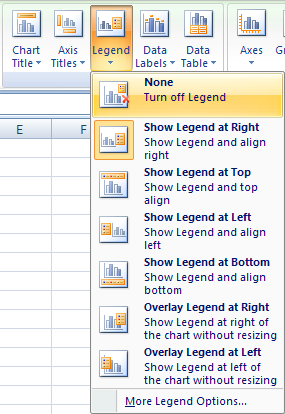 Chart Title
Axis Titles
Legend
Data Labels
Data Table
Axes
E
F
None
Turn off Legend
Show Legend at Right
Show Legend and align
right
Show Legend at Top
Show Legend and top
align
Show Legend at Left
Show Legend and align
left
Show Legend at Bottom
Show Legend and align
bottom
Overlay Legend at Right
Show Legend at right of
the chart without resizing
Overlay Legend at Left
Show Legend at left of
the chart without resizing
More Legend Options...